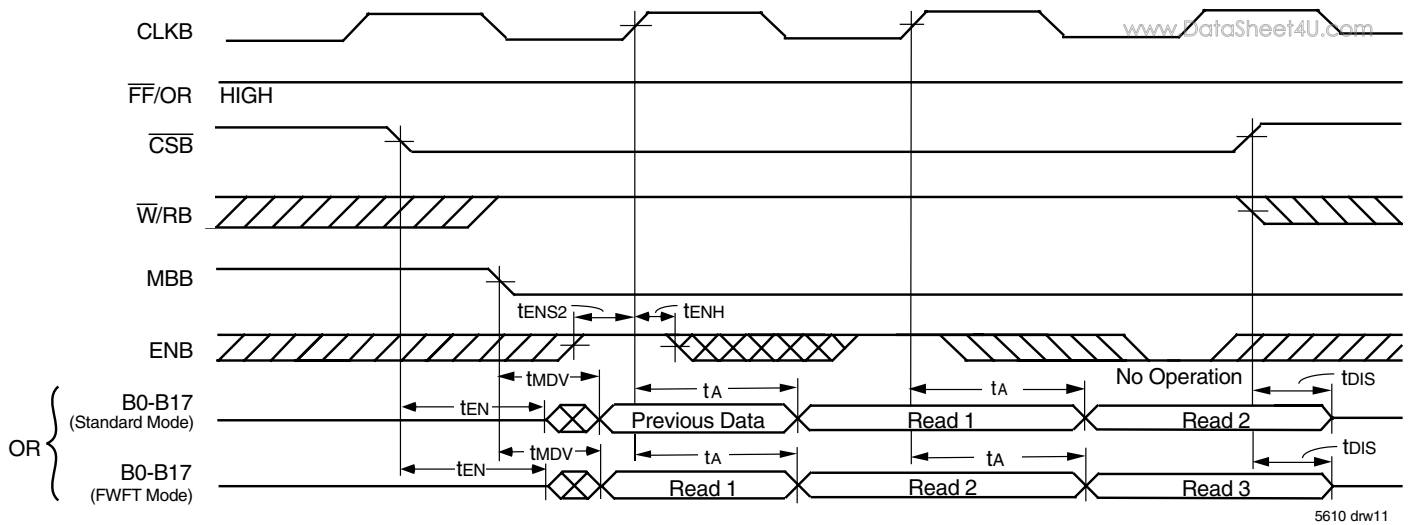 CLKB
www.DataSheet4U.com
FF/OR HIGH
CSB
W/RB
MBB
tENS2 tENH
ENB
No Operation
tMDV tA tA tDIS
B0-B17
(Standard Mode)
tEN Previous Data Read 1 Read 2
OR
tMDV tA tA tDIS
B0-B17
(FWFT Mode)
tEN Read 1 Read 2 Read 3
5610 drw11